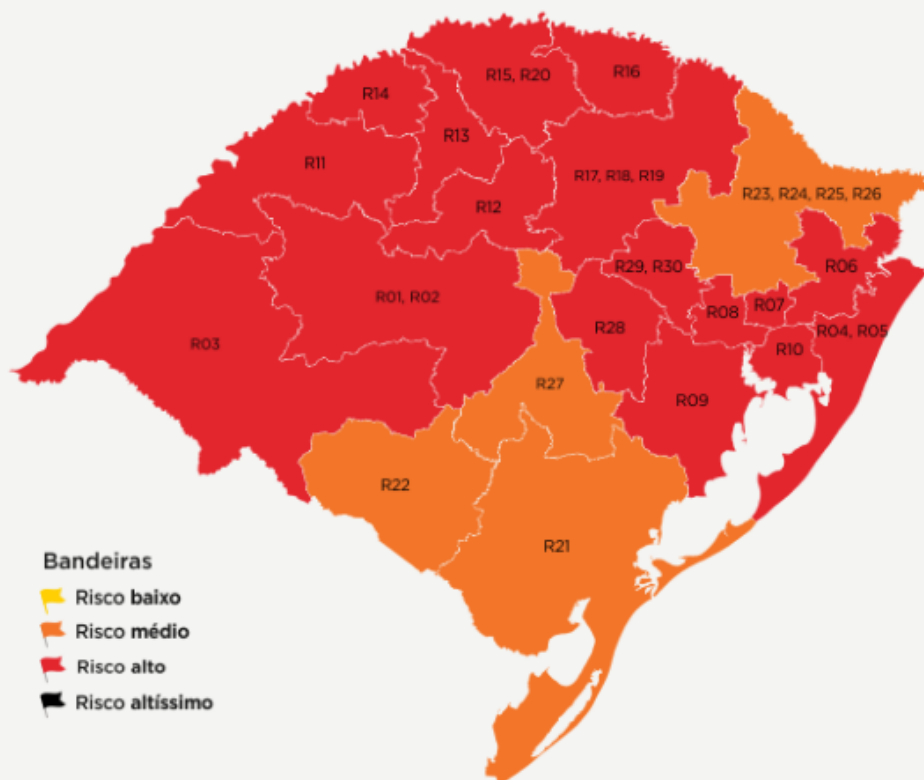 R15, R20
R16
R14
R13
R11
R17, R18, R19
R23, R24, R25, R26
R12
R29, R30
R06
R01, R02
R07
R08
R28
R04, R05
R03
R10
R27
R09
R22
R21
Bandeiras
Risco baixo
Risco médio
Risco alto
Risco altíssimo